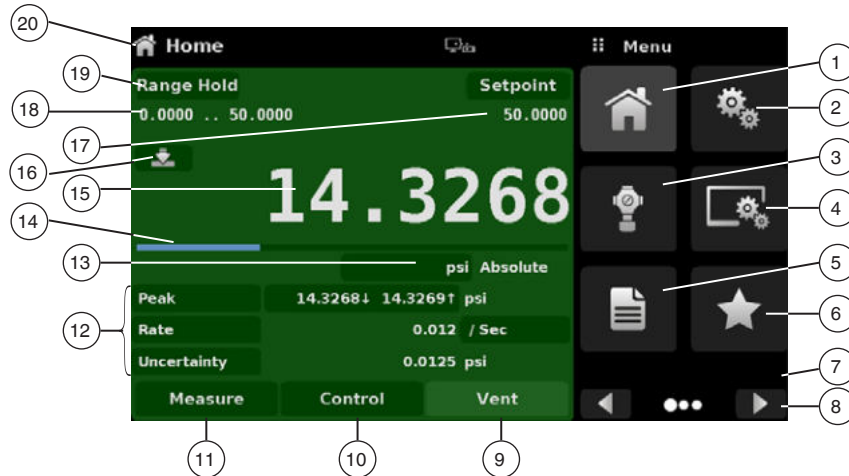 20
Home
Menu
1
19
Range Hold
Setpoint
18
0.0000 .. 50.0000
50.0000
2
17
16
3
15
14.3268
4
14
13
psi Absolute
5
12
Peak
14.3268↓ 14.3269↑ psi
6
Rate
0.012 / Sec
Uncertainty
0.0125 psi
7
Measure
Control
Vent
8
11
10
9